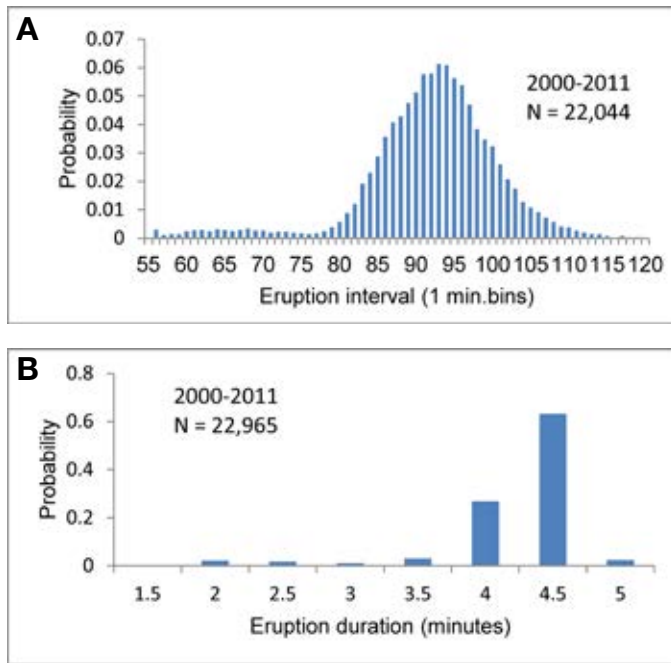 A
0.07
0.06
0.05
0.04
0.03
0.02
0.01
0
Probability
2000-2011
N = 22,044
55 60 65 70 75 80 85 90 95 100 105 110 115 120
Eruption interval (1 min.bins)
B
0.8
0.6
0.4
0.2
0
Probability
2000-2011
N = 22,965
1.5 2 2.5 3 3.5 4 4.5 5
Eruption duration (minutes)